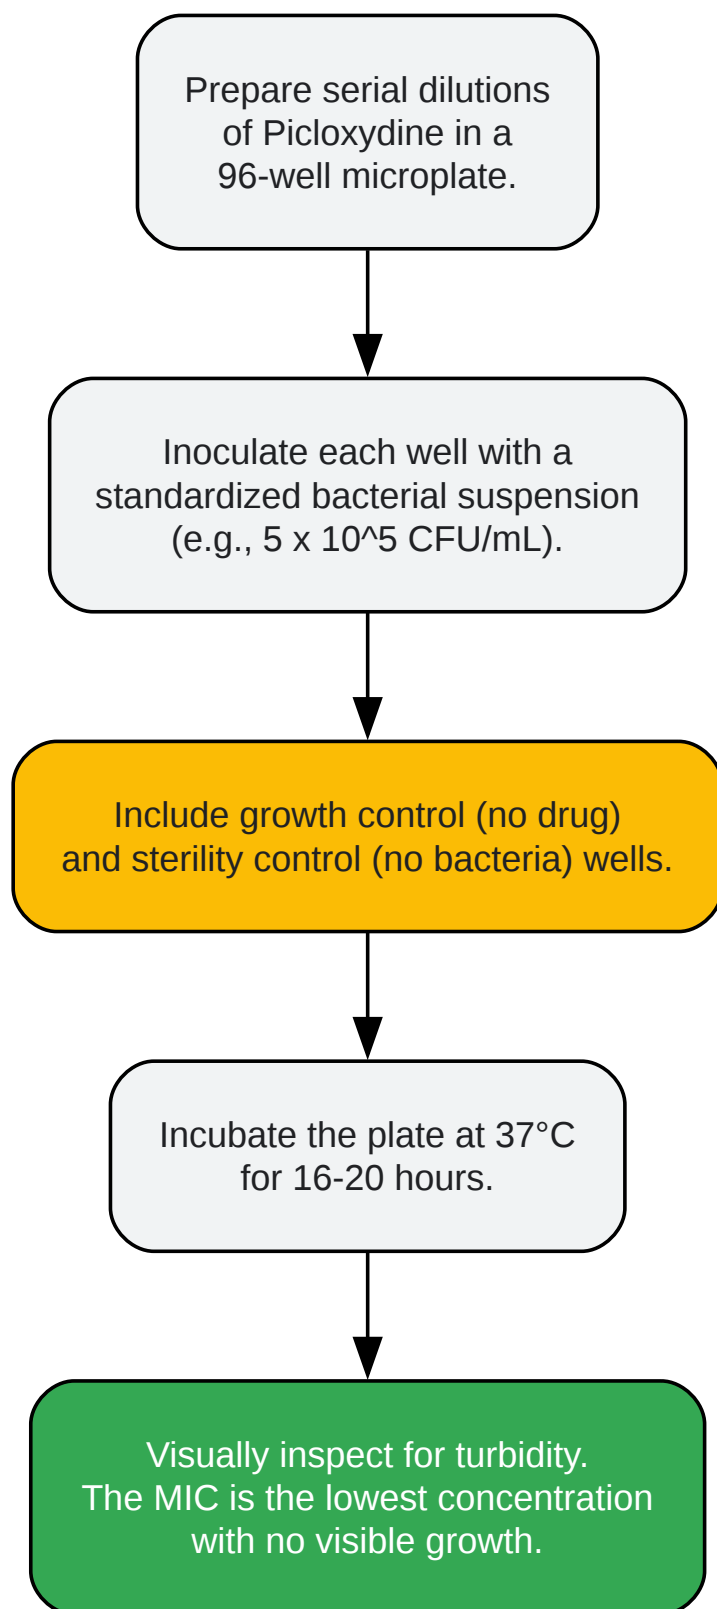 Prepare serial dilutions
of Picloxydine in a
96-well microplate.
Inoculate each well with a
standardized bacterial suspension
(e.g., 5 x 10^5 CFU/mL).
Include growth control (no drug)
and sterility control (no bacteria) wells.
Incubate the plate at 37°C
for 16-20 hours.
Visually inspect for turbidity.
The MIC is the lowest concentration
with no visible growth.